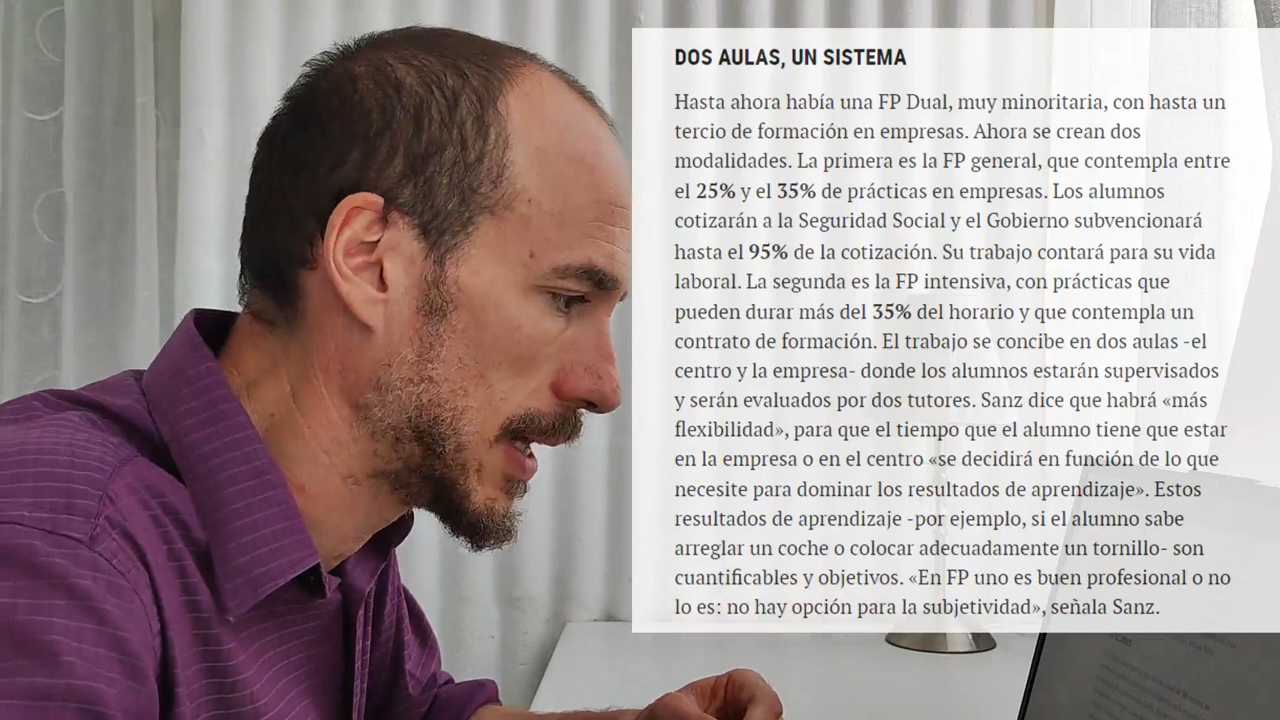 DOS AULAS, UN SISTEMA
Hasta ahora había una FP Dual, muy minoritaria, con hasta un
tercio de formación en empresas. Ahora se crean dos
modalidades. La primera es la FP general, que contempla entre
el 25% y el 35% de prácticas en empresas. Los alumnos
cotizarán a la Seguridad Social y el Gobierno subvencionará
hasta el 95% de la cotización. Su trabajo contará para su vida
laboral. La segunda es la FP intensiva, con prácticas que
pueden durar más del 35% del horario y que contempla un
contrato de formación. El trabajo se concibe en dos aulas -el
centro y la empresa- donde los alumnos estarán supervisados
y serán evaluados por dos tutores. Sanz dice que habrá «más
flexibilidad», para que el tiempo que el alumno tiene que estar
en la empresa o en el centro «se decidirá en función de lo que
necesite para dominar los resultados de aprendizaje». Estos
resultados de aprendizaje -por ejemplo, si el alumno sabe
arreglar un coche o colocar adecuadamente un tornillo- son
cuantificables y objetivos. «En FP uno es buen profesional o no
lo es: no hay opción para la subjetividad», señala Sanz.